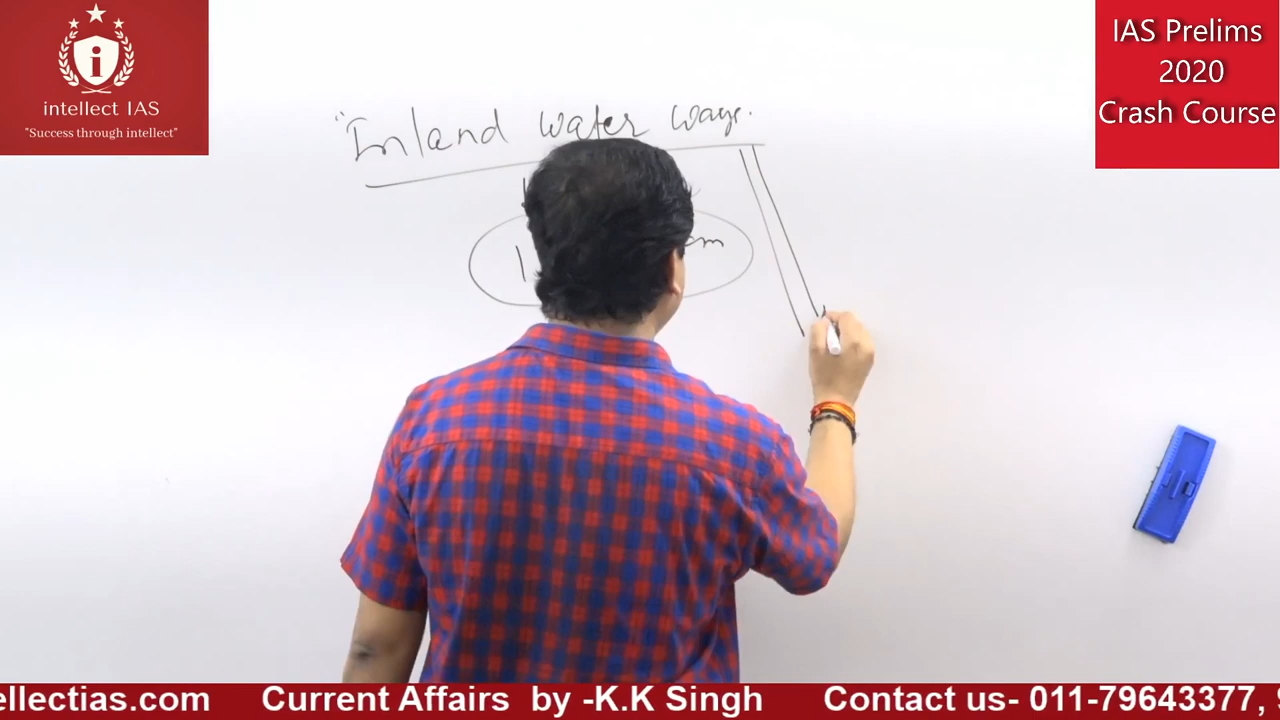 intellect IAS
"Success through intellect"
IAS Prelims
2020
Crash Course
"Inland water ways.
ellectias.com Current Affairs by -K.K Singh Contact us- 011-79643377,